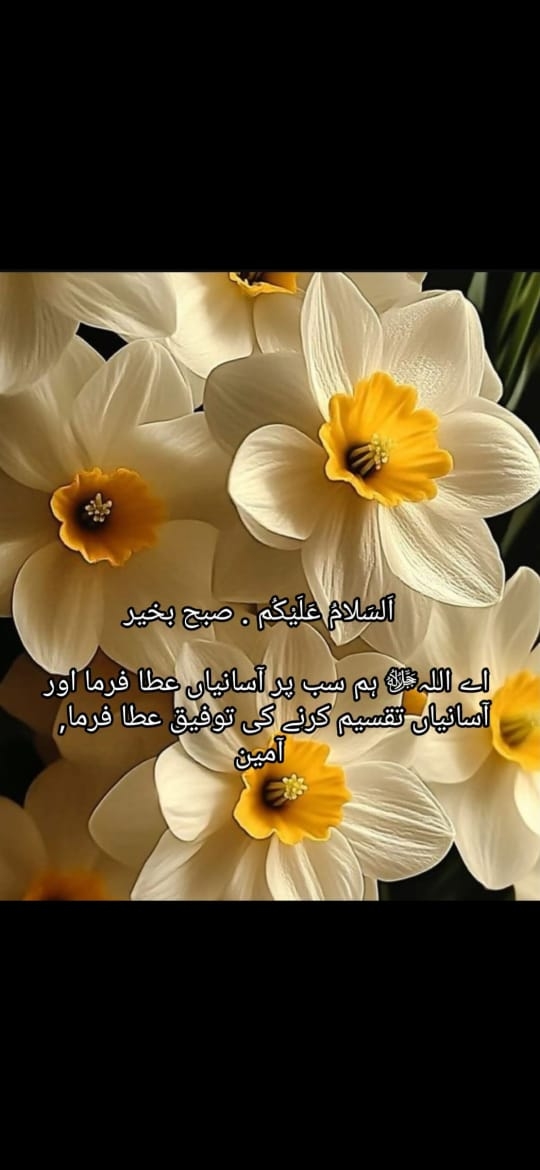 اَلسَلامُ عَلَيْكُم . صبح بخیر
اے اللہ ﷻ ہم سب پر آسانیاں عطا فرما اور
آسانیاں تقسیم کرنے کی توفیق عطا فرما,
آمین